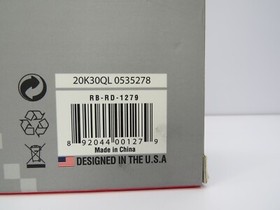 20K30QL 0535278
RB-RD-1279
Made in China
8 92044 00127 9
DESIGNED IN THE U.S.A